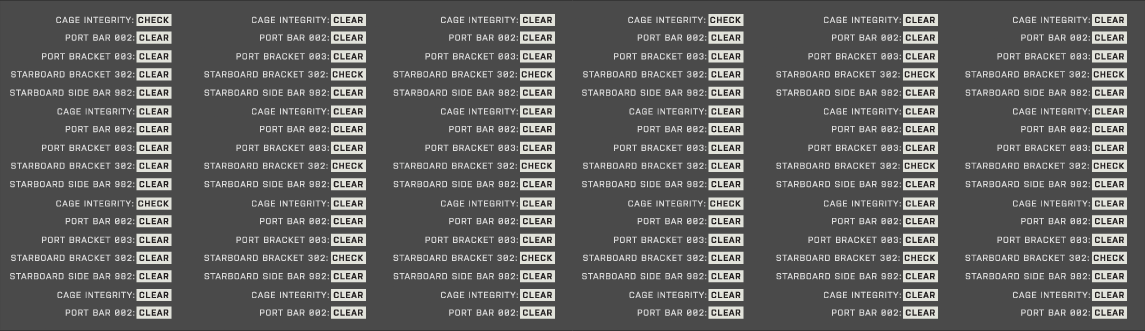 CAGE INTEGRITY: CHECK CAGE INTEGRITY: CLEAR CAGE INTEGRITY: CLEAR CAGE INTEGRITY: CHECK CAGE INTEGRITY: CLEAR CAGE INTEGRITY: CLEAR
PORT BAR 002: CLEAR PORT BAR 002: CLEAR PORT BAR 002: CLEAR PORT BAR 002: CLEAR PORT BAR 002: CLEAR PORT BAR 002: CLEAR
PORT BRACKET 003: CLEAR PORT BRACKET 003: CLEAR PORT BRACKET 003: CLEAR PORT BRACKET 003: CLEAR PORT BRACKET 003: CLEAR PORT BRACKET 003: CLEAR
STARBOARD BRACKET 302: CLEAR STARBOARD BRACKET 302: CHECK STARBOARD BRACKET 302: CHECK STARBOARD BRACKET 302: CLEAR STARBOARD BRACKET 302: CHECK STARBOARD BRACKET 302: CHECK
STARBOARD SIDE BAR 982: CLEAR STARBOARD SIDE BAR 982: CLEAR STARBOARD SIDE BAR 982: CLEAR STARBOARD SIDE BAR 982: CLEAR STARBOARD SIDE BAR 982: CLEAR STARBOARD SIDE BAR 982: CLEAR
CAGE INTEGRITY: CLEAR CAGE INTEGRITY: CLEAR CAGE INTEGRITY: CLEAR CAGE INTEGRITY: CLEAR CAGE INTEGRITY: CLEAR CAGE INTEGRITY: CLEAR
PORT BAR 002: CLEAR PORT BAR 002: CLEAR PORT BAR 002: CLEAR PORT BAR 002: CLEAR PORT BAR 002: CLEAR PORT BAR 002: CLEAR
PORT BRACKET 003: CLEAR PORT BRACKET 003: CLEAR PORT BRACKET 003: CLEAR PORT BRACKET 003: CLEAR PORT BRACKET 003: CLEAR PORT BRACKET 003: CLEAR
STARBOARD BRACKET 302: CLEAR STARBOARD BRACKET 302: CHECK STARBOARD BRACKET 302: CHECK STARBOARD BRACKET 302: CLEAR STARBOARD BRACKET 302: CHECK STARBOARD BRACKET 302: CHECK
STARBOARD SIDE BAR 982: CLEAR STARBOARD SIDE BAR 982: CLEAR STARBOARD SIDE BAR 982: CLEAR STARBOARD SIDE BAR 982: CLEAR STARBOARD SIDE BAR 982: CLEAR STARBOARD SIDE BAR 982: CLEAR
CAGE INTEGRITY: CHECK CAGE INTEGRITY: CLEAR CAGE INTEGRITY: CLEAR CAGE INTEGRITY: CHECK CAGE INTEGRITY: CLEAR CAGE INTEGRITY: CLEAR
PORT BAR 002: CLEAR PORT BAR 002: CLEAR PORT BAR 002: CLEAR PORT BAR 002: CLEAR PORT BAR 002: CLEAR PORT BAR 002: CLEAR
PORT BRACKET 003: CLEAR PORT BRACKET 003: CLEAR PORT BRACKET 003: CLEAR PORT BRACKET 003: CLEAR PORT BRACKET 003: CLEAR PORT BRACKET 003: CLEAR
STARBOARD BRACKET 302: CLEAR STARBOARD BRACKET 302: CHECK STARBOARD BRACKET 302: CHECK STARBOARD BRACKET 302: CLEAR STARBOARD BRACKET 302: CHECK STARBOARD BRACKET 302: CHECK
STARBOARD SIDE BAR 982: CLEAR STARBOARD SIDE BAR 982: CLEAR STARBOARD SIDE BAR 982: CLEAR STARBOARD SIDE BAR 982: CLEAR STARBOARD SIDE BAR 982: CLEAR STARBOARD SIDE BAR 982: CLEAR
CAGE INTEGRITY: CLEAR CAGE INTEGRITY: CLEAR CAGE INTEGRITY: CLEAR CAGE INTEGRITY: CLEAR CAGE INTEGRITY: CLEAR CAGE INTEGRITY: CLEAR
PORT BAR 002: CLEAR PORT BAR 002: CLEAR PORT BAR 002: CLEAR PORT BAR 002: CLEAR PORT BAR 002: CLEAR PORT BAR 002: CLEAR